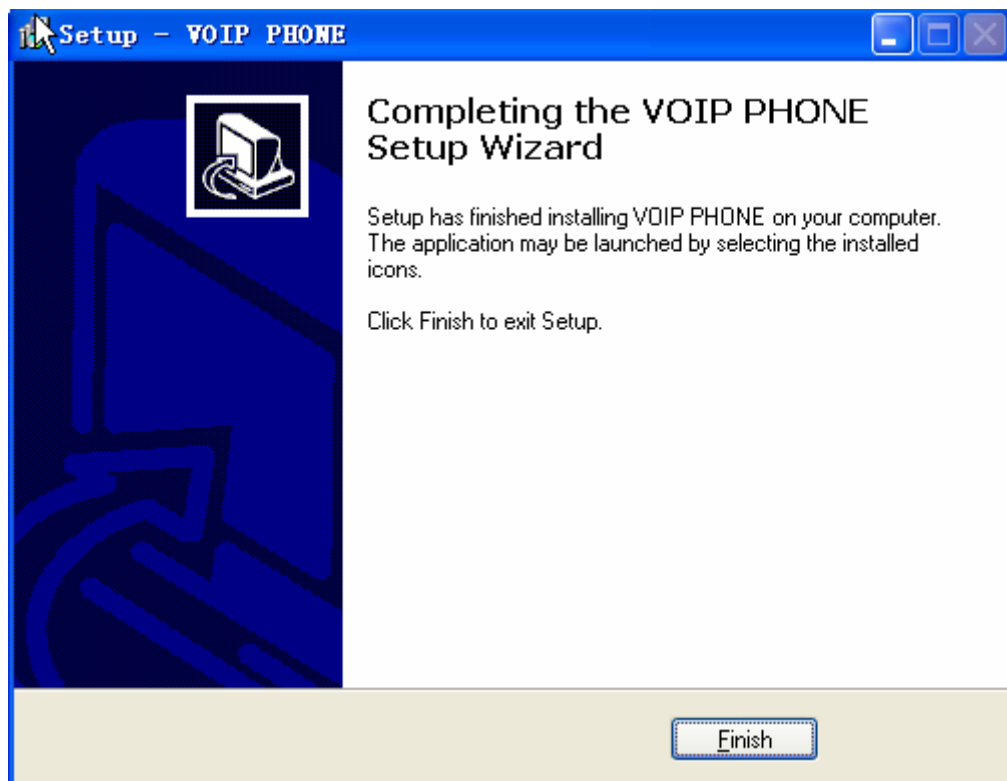 Setup - VOIP PHONE
Completing the VOIP PHONE
Setup Wizard
Setup has finished installing VOIP PHONE on your computer.
The application may be launched by selecting the installed
icons.
Click Finish to exit Setup.
Finish